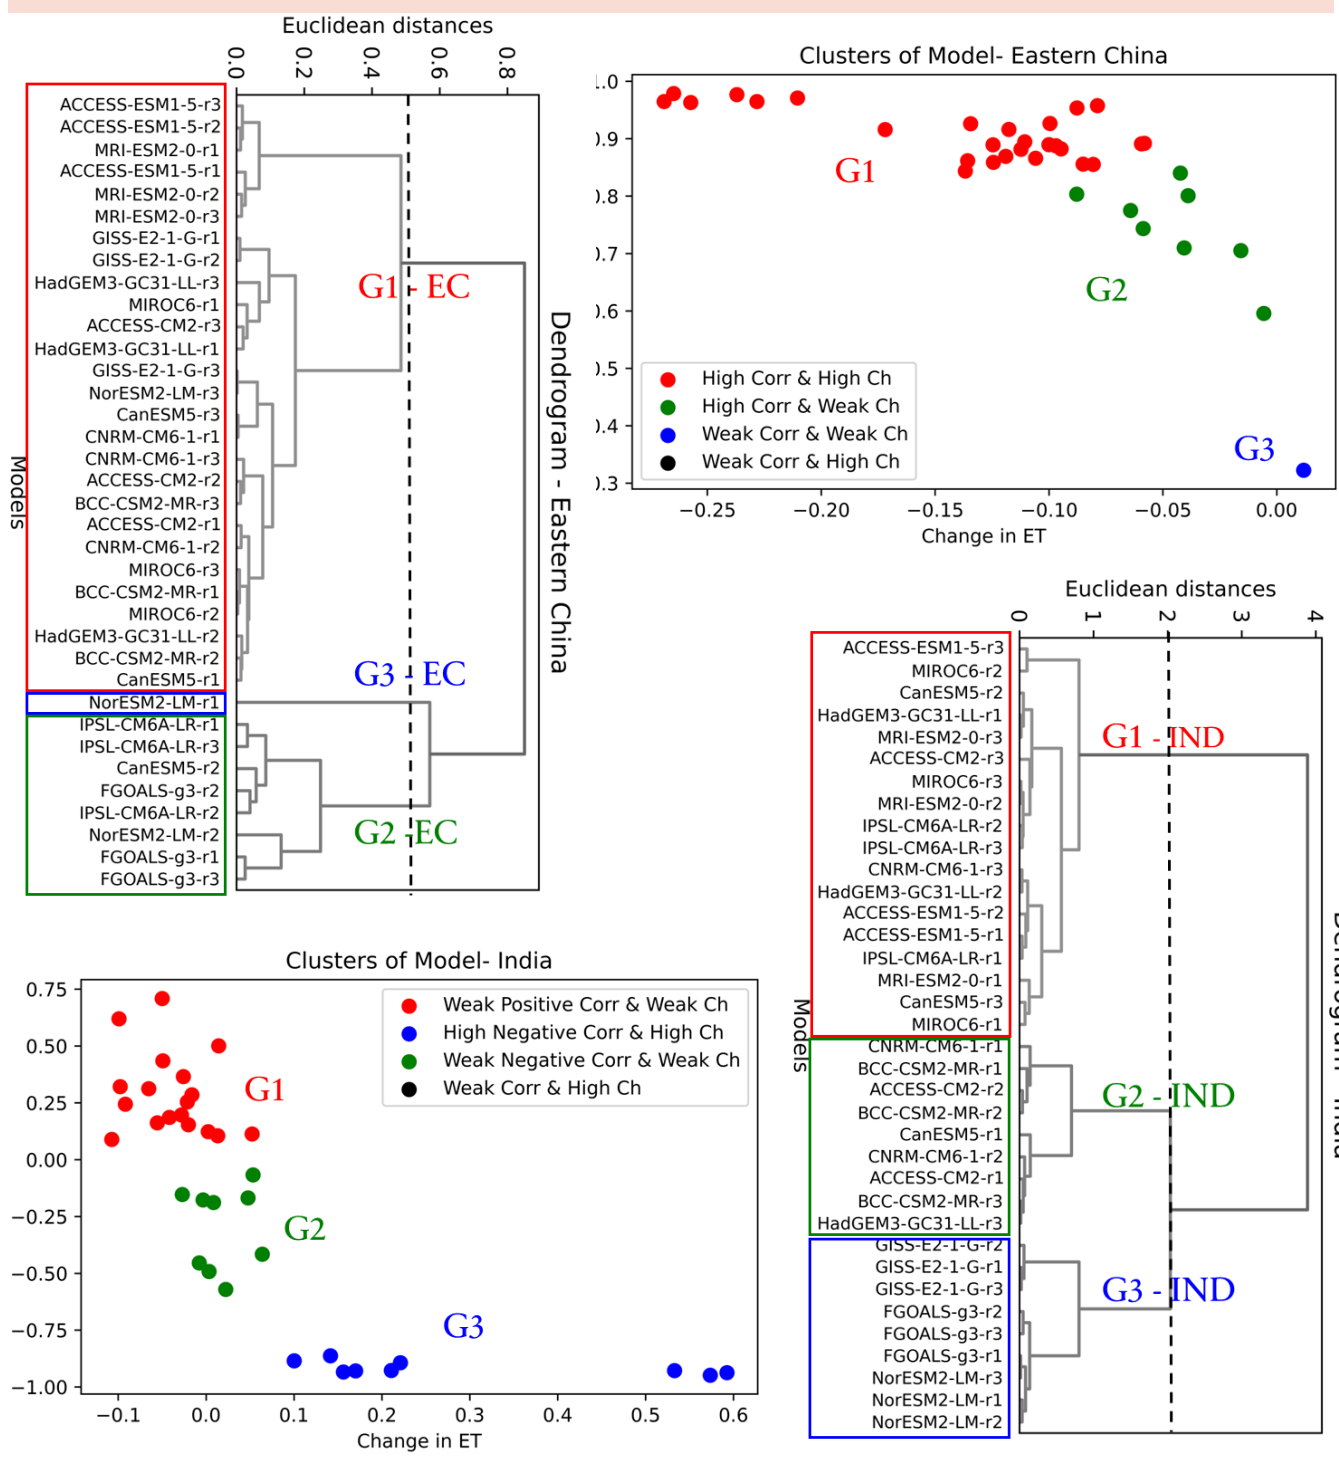 Euclidean distances
0.0
0.2
0.4
0.6
0.8
ACCESS-ESM1-5-r3
ACCESS-ESM1-5-r2
MRI-ESM2-0-r1
ACCESS-ESM1-5-r1
MRI-ESM2-0-r2
MRI-ESM2-0-r3
GISS-E2-1-G-r1
GISS-E2-1-G-r2
HadGEM3-GC31-LL-r3
MIROC6-r1
ACCESS-CM2-r3
HadGEM3-GC31-LL-r1
GISS-E2-1-G-r3
NorESM2-LM-r3
CanESM5-r3
CNRM-CM6-1-r1
CNRM-CM6-1-r3
ACCESS-CM2-r2
BCC-CSM2-MR-r3
ACCESS-CM2-r1
CNRM-CM6-1-r2
MIROC6-r3
BCC-CSM2-MR-r1
MIROC6-r2
HadGEM3-GC31-LL-r2
BCC-CSM2-MR-r2
CanESM5-r1
NorESM2-LM-r1
IPSL-CM6A-LR-r1
IPSL-CM6A-LR-r3
CanESM5-r2
FGOALS-g3-r2
IPSL-CM6A-LR-r2
NorESM2-LM-r2
FGOALS-g3-r1
FGOALS-g3-r3
Models
G1 - EC
G3 - EC
G2 -EC
Dendrogram - Eastern China
Clusters of Model- Eastern China
1.0
0.9
0.8
0.7
0.6
0.5
0.4
0.3
G1
G2
G3
High Corr & High Ch
High Corr & Weak Ch
Weak Corr & Weak Ch
Weak Corr & High Ch
−0.25
−0.20
−0.15
−0.10
−0.05
0.00
Change in ET
Euclidean distances
0
1
2
3
4
ACCESS-ESM1-5-r3
MIROC6-r2
CanESM5-r2
HadGEM3-GC31-LL-r1
MRI-ESM2-0-r3
ACCESS-CM2-r3
MIROC6-r3
MRI-ESM2-0-r2
IPSL-CM6A-LR-r2
IPSL-CM6A-LR-r3
CNRM-CM6-1-r3
HadGEM3-GC31-LL-r2
ACCESS-ESM1-5-r2
ACCESS-ESM1-5-r1
IPSL-CM6A-LR-r1
MRI-ESM2-0-r1
CanESM5-r3
MIROC6-r1
CNRM-CM6-1-r1
BCC-CSM2-MR-r1
ACCESS-CM2-r2
BCC-CSM2-MR-r2
CanESM5-r1
CNRM-CM6-1-r2
ACCESS-CM2-r1
BCC-CSM2-MR-r3
HadGEM3-GC31-LL-r3
GISS-E2-1-G-r2
GISS-E2-1-G-r1
GISS-E2-1-G-r3
FGOALS-g3-r2
FGOALS-g3-r3
FGOALS-g3-r1
NorESM2-LM-r3
NorESM2-LM-r1
NorESM2-LM-r2
Models
G1 - IND
G2 - IND
G3 - IND
Dendrogram - India
Clusters of Model- India
0.75
0.50
0.25
0.00
−0.25
−0.50
−0.75
−1.00
Weak Positive Corr & Weak Ch
High Negative Corr & High Ch
Weak Negative Corr & Weak Ch
Weak Corr & High Ch
G1
G2
G3
−0.1
0.0
0.1
0.2
0.3
0.4
0.5
0.6
Change in ET